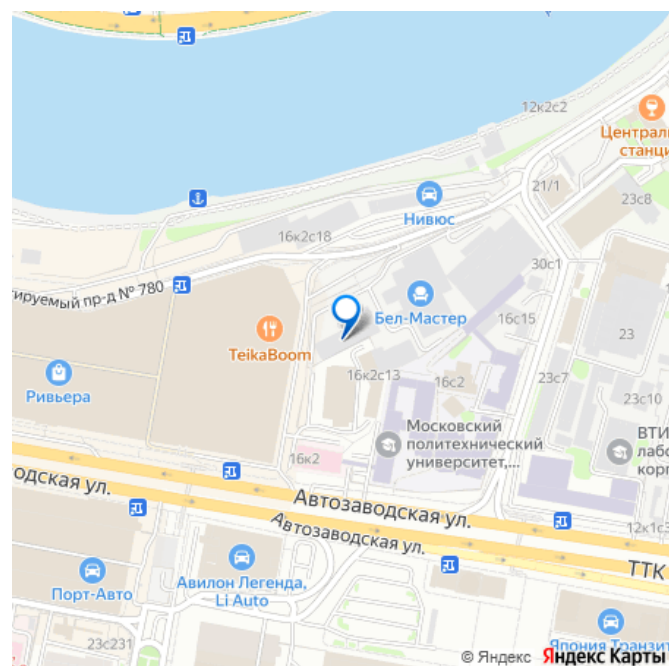 12к2с2
Централь
станци
21/1
23с8
Нивюс
16к2с18
30с1
тируемый пр-д № 780
Бел-Мастер
16с15
TeikaBoom
23
Ривьера
16к2с13
16с2
23с7
23с10
Московский
политехнический
университет,...
ВТИ
лабо
корп
16к2
одская ул.
Автозаводская ул.
Автозаводская ул.
12к1с3
ТТК
Авилон Легенда,
Li Auto
Порт-Авто
23с231
Япония Транзит
© Яндекс Яндекс Карты